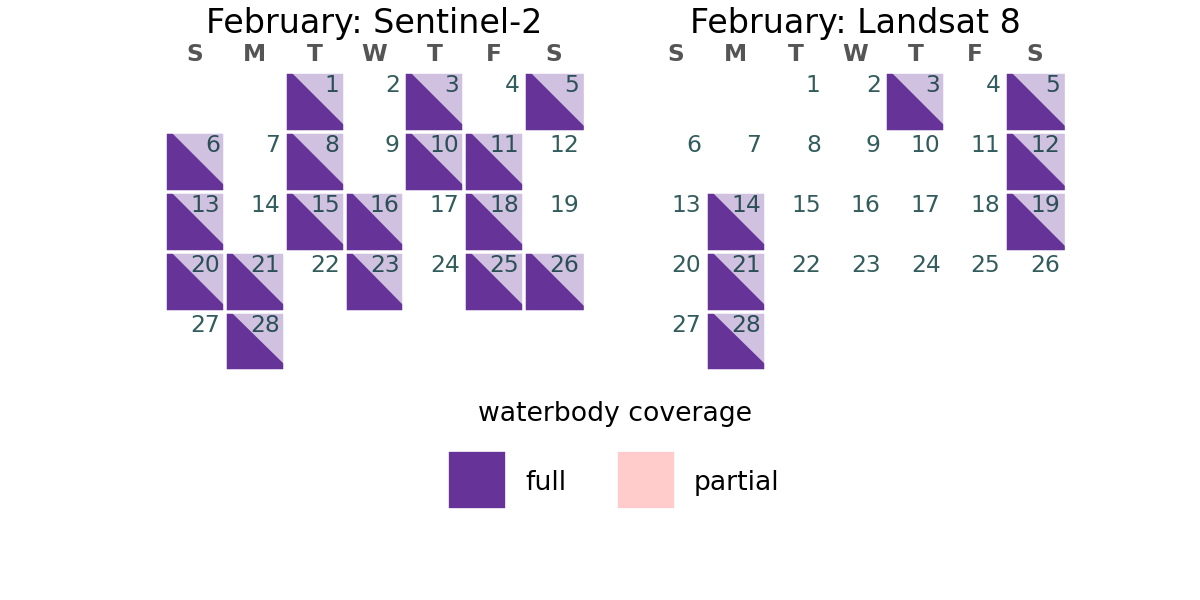 February: Sentinel-2
S M T W T F S
1 2 3 4 5
6 7 8 9 10 11 12
13 14 15 16 17 18 19
20 21 22 23 24 25 26
27 28
February: Landsat 8
S M T W T F S
1 2 3 4 5
6 7 8 9 10 11 12
13 14 15 16 17 18 19
20 21 22 23 24 25 26
27 28
waterbody coverage
full partial